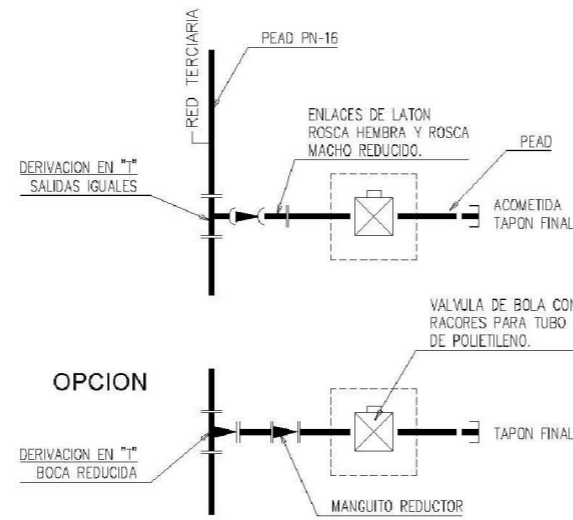 PEAD PN-16
RED TERCIARIA
ENLACES DE LATON
ROSCA HEMBRA Y ROSCA
MACHO REDUCIDO.
PEAD
DERIVACION EN "T"
SALIDAS IGUALES
ACOMETIDA
TAPON FINAL
VALVULA DE BOLA CON
RACORES PARA TUBO
DE POLIETILENO.
OPCION
TAPON FINAL
DERIVACION EN "T"
BOCA REDUCIDA
MANGUITO REDUCTOR